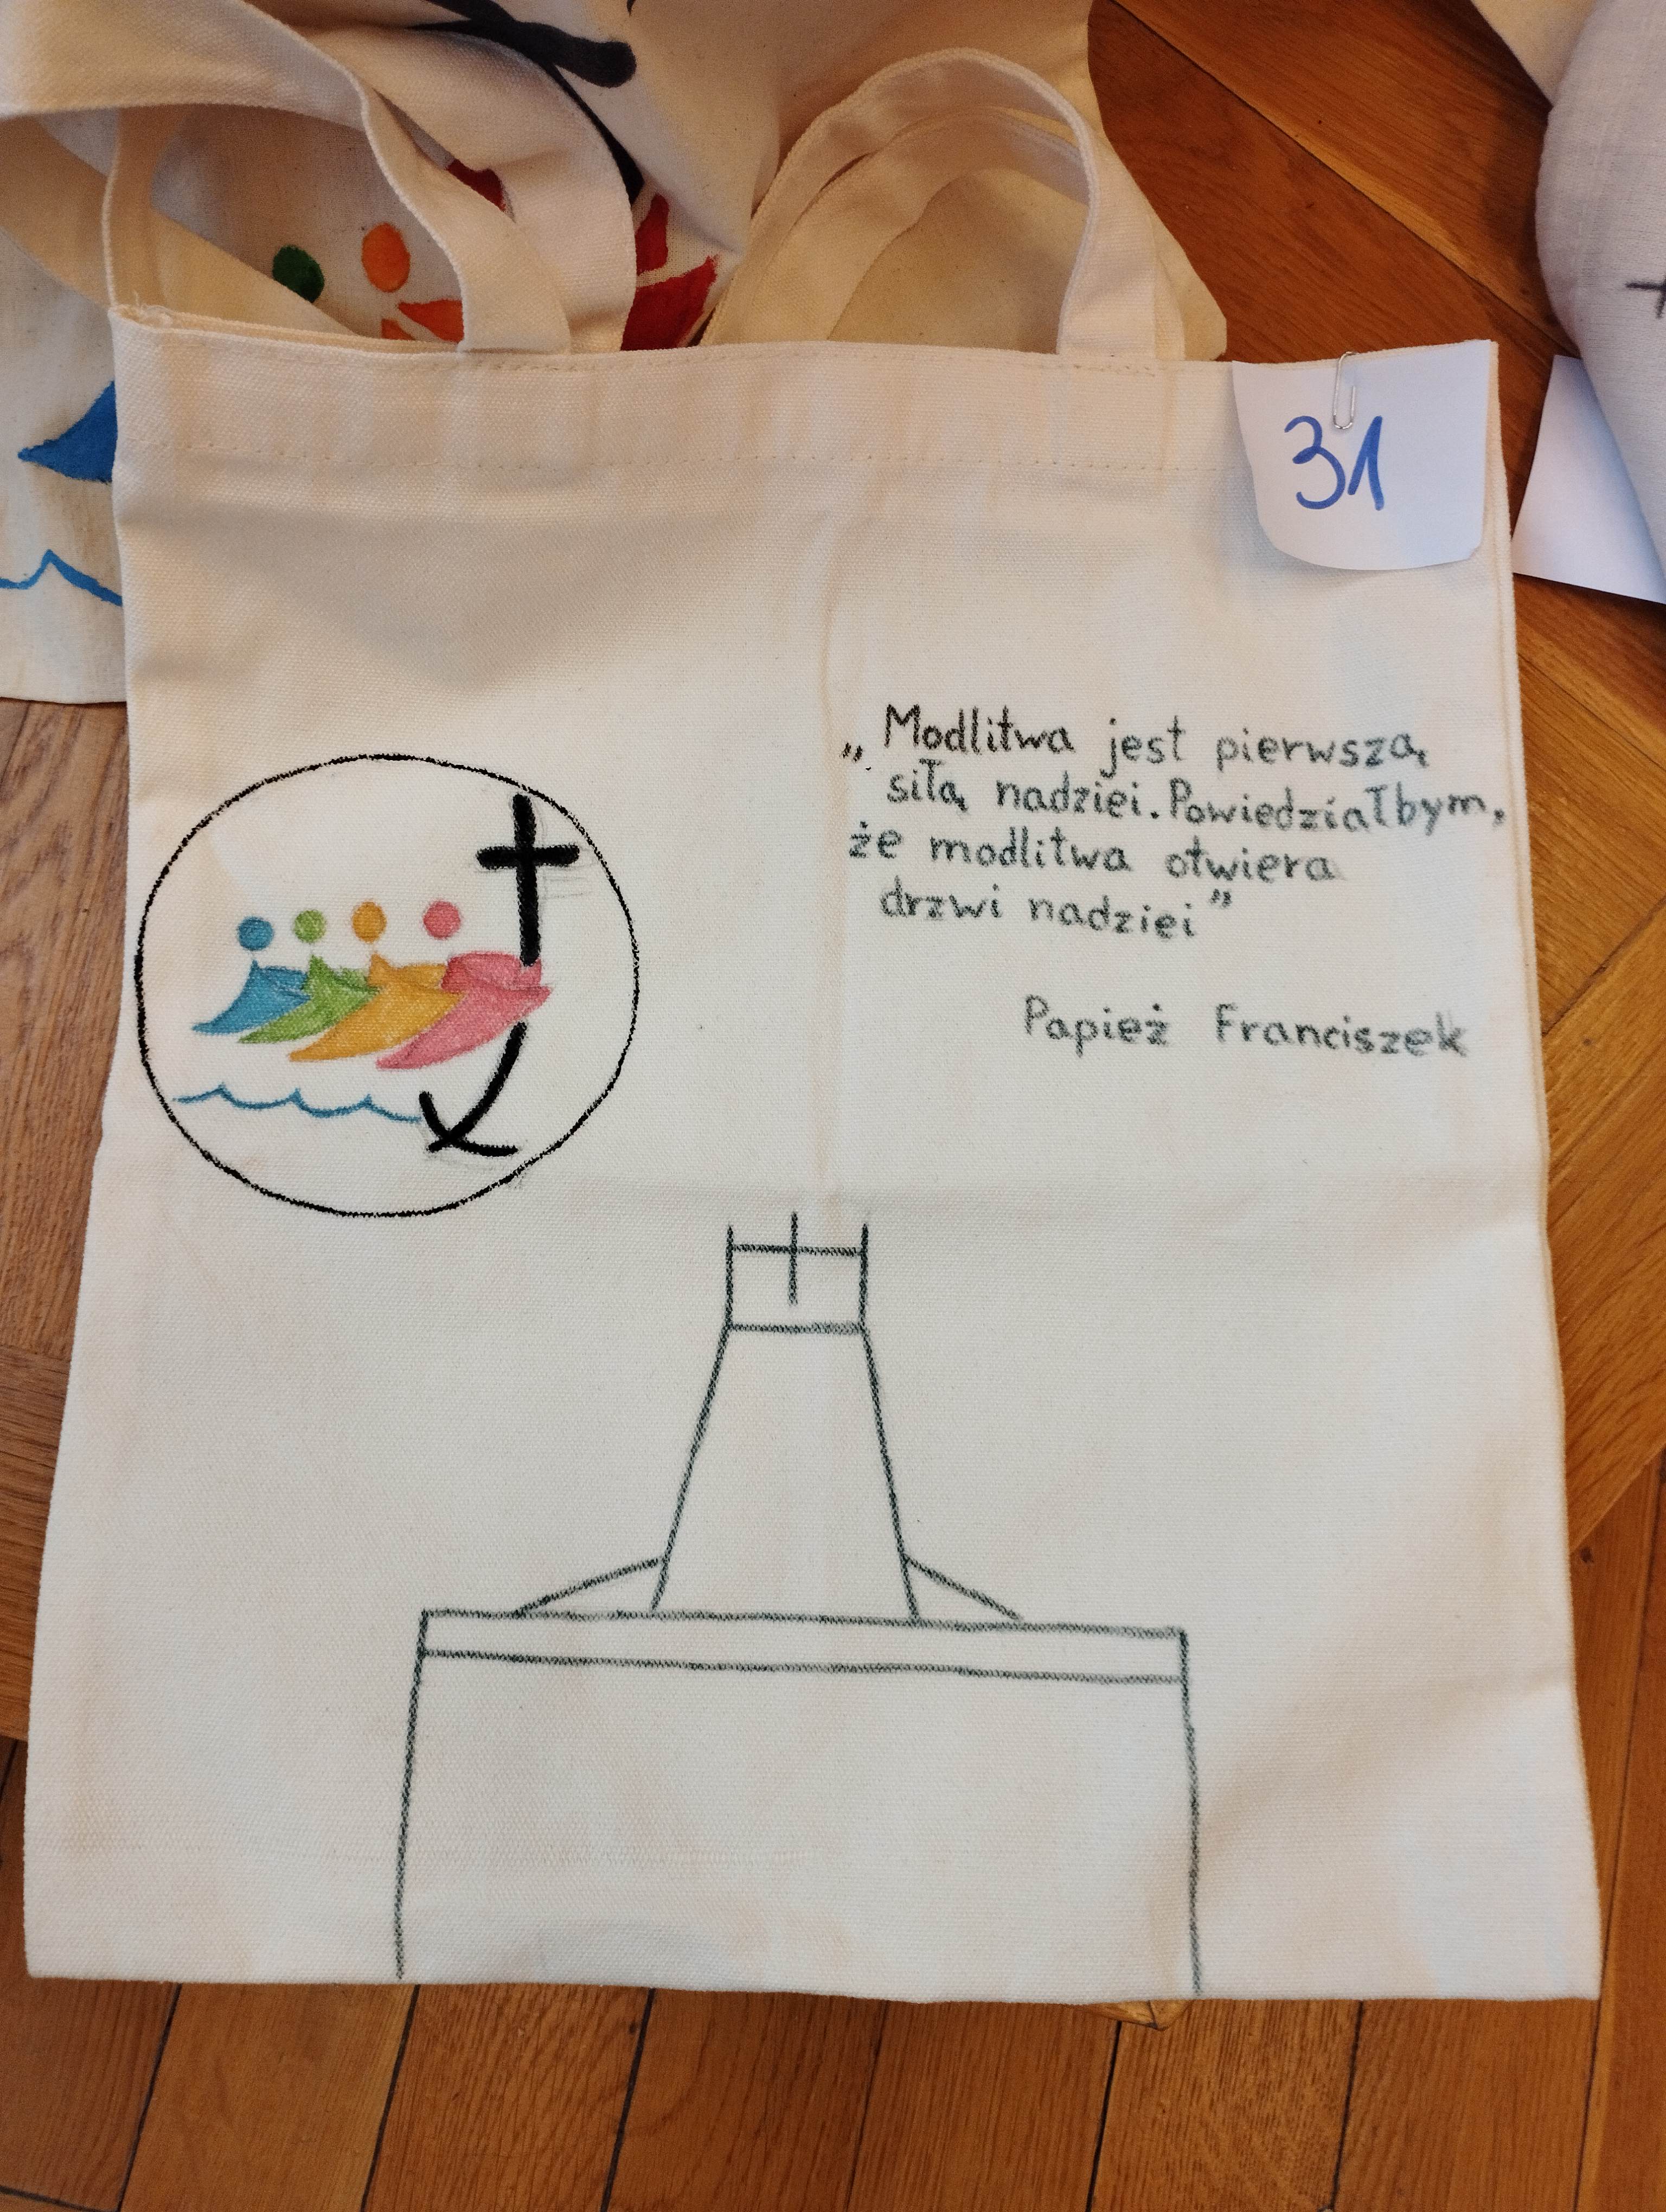 31
„Modlitwa jest pierwszą
siłą nadziei. Powiedziałbym,
że modlitwa otwiera
drzwi nadziei”
Papież Franciszek